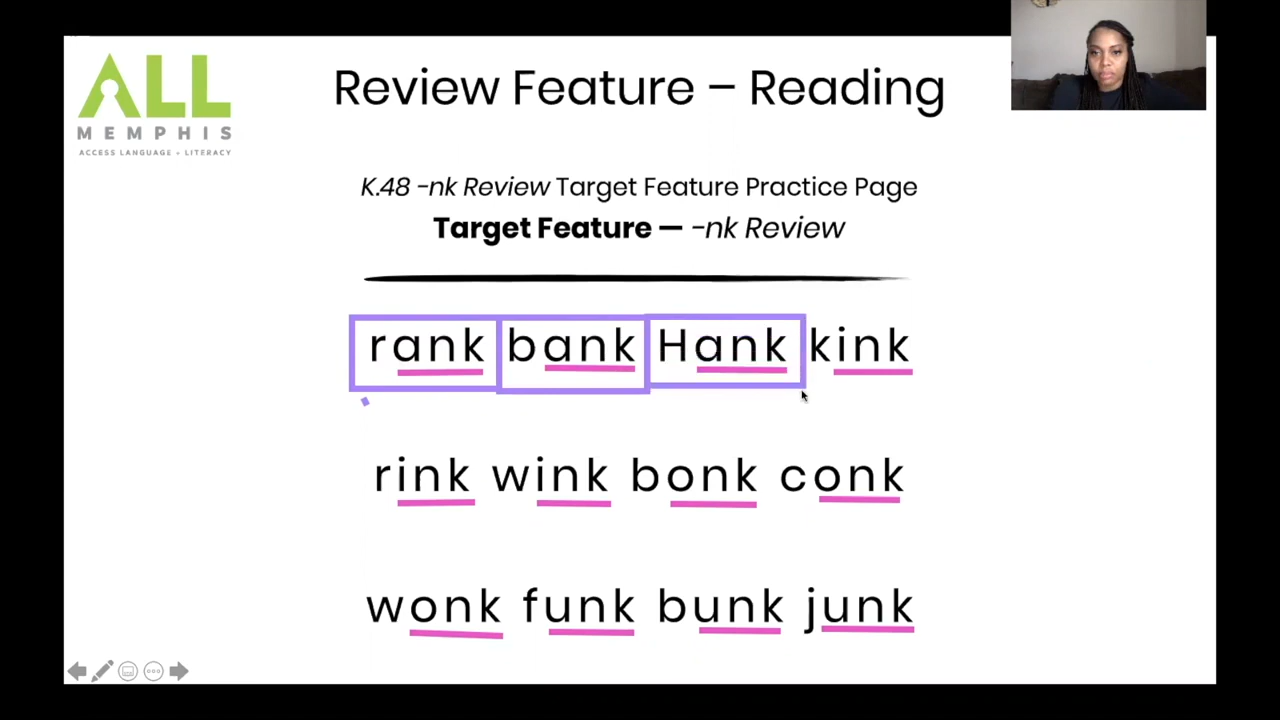 ALL
MEMPHIS
ACCESS LANGUAGE + LITERACY
Review Feature – Reading
K.48 -nk Review Target Feature Practice Page
Target Feature — -nk Review
rank bank Hank kink
rink wink bonk conk
wonk funk bunk junk